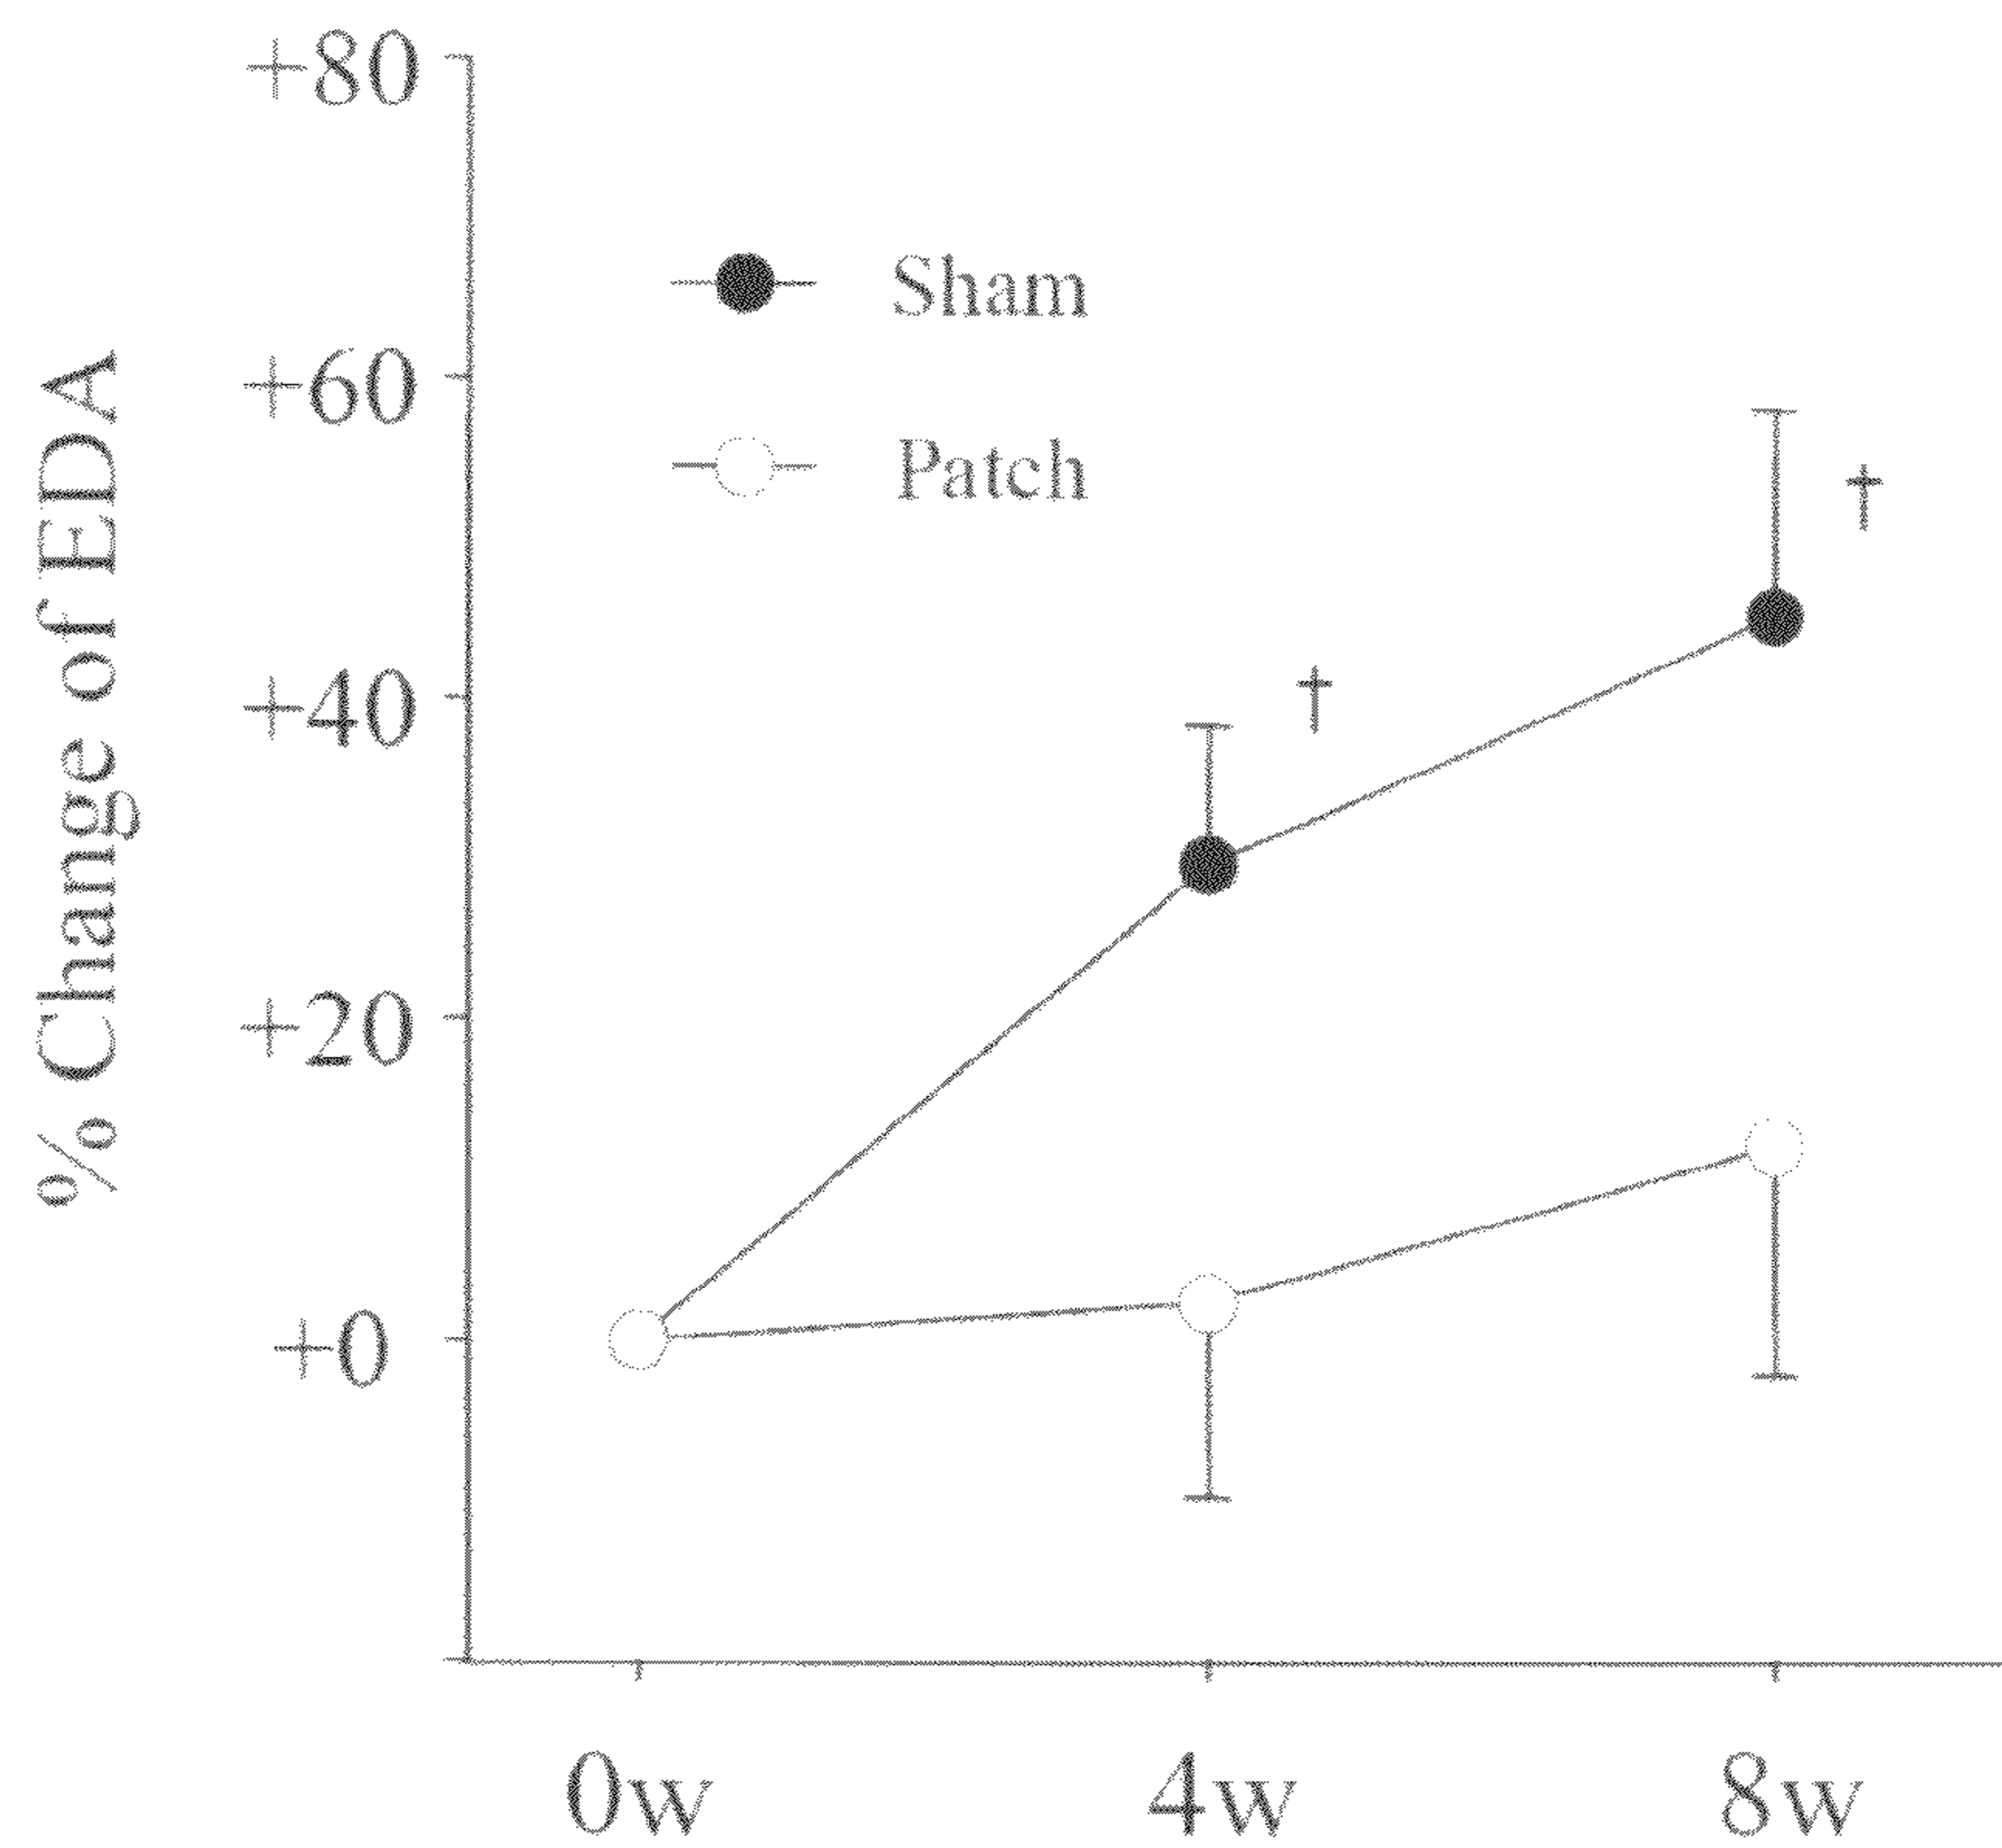 % Change of EDA
+80
+60
+40
+20
+0
Sham
Patch
†
†
0w
4w
8w